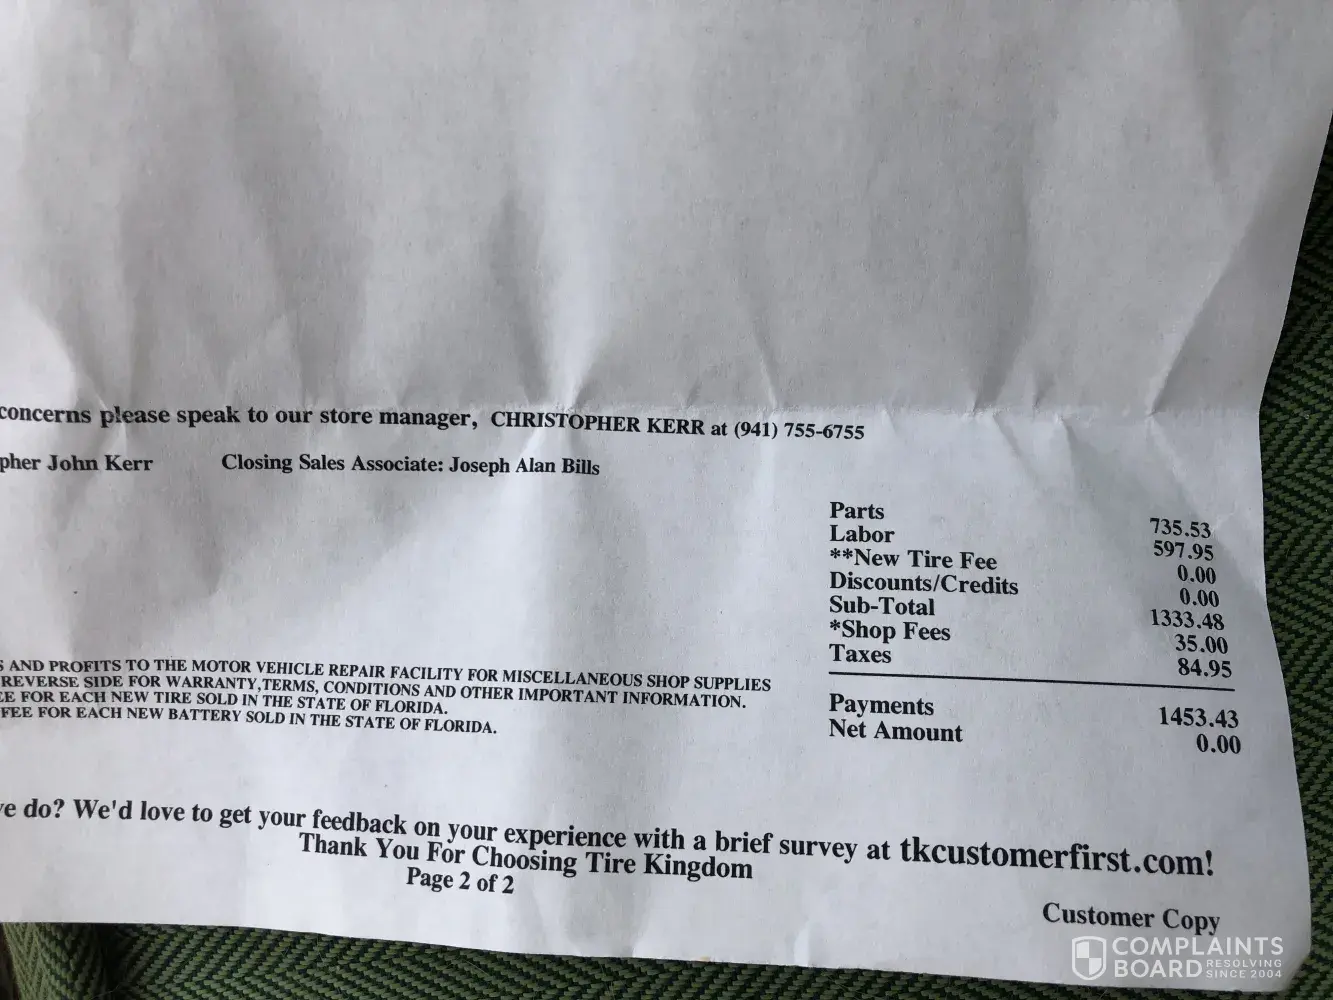 concerns please speak to our store manager, CHRISTOPHER KERR at (941) 755-6755
pher John Kerr Closing Sales Associate: Joseph Alan Bills
Parts 735.53
Labor 597.95
**New Tire Fee 0.00
Discounts/Credits 0.00
Sub-Total 1333.48
*Shop Fees 35.00
Taxes 84.95
Payments 1453.43
Net Amount 0.00
S AND PROFITS TO THE MOTOR VEHICLE REPAIR FACILITY FOR MISCELLANEOUS SHOP SUPPLIES
REVERSE SIDE FOR WARRANTY,TERMS, CONDITIONS AND OTHER IMPORTANT INFORMATION.
EE FOR EACH NEW TIRE SOLD IN THE STATE OF FLORIDA.
FEE FOR EACH NEW BATTERY SOLD IN THE STATE OF FLORIDA.
ve do? We'd love to get your feedback on your experience with a brief survey at tkcustomerfirst.com!
Thank You For Choosing Tire Kingdom
Page 2 of 2
Customer Copy
COMPLAINTS
BOARD RESOLVING
SINCE 2004